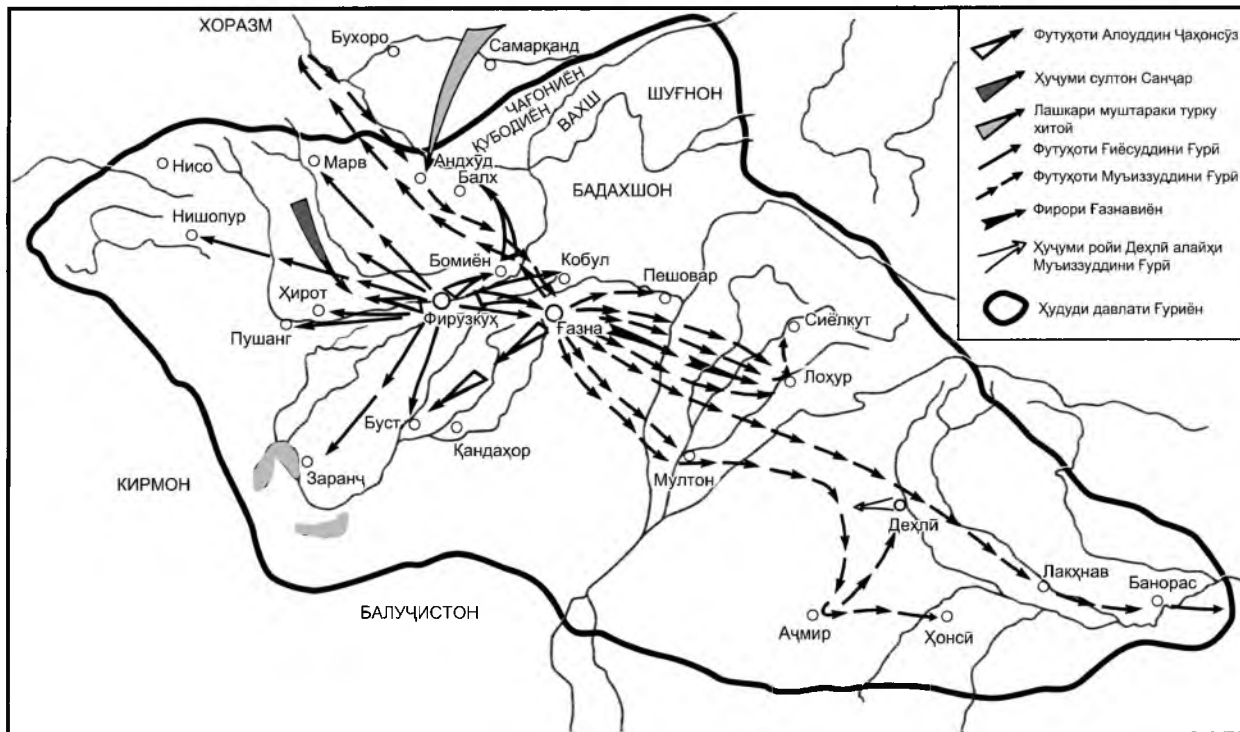 ХОРАЗМ
Бухоро
Самарқанд
ЧАҒОНИЁН
ҚУБОДИЁН
ВАХШ
ШУҒНОН
Нисо
Марв
Андхӯд
Балх
БАДАХШОН
Нишопур
Бомиён
Кобул
Пешовар
Ҳирот
Фирӯзкӯҳ
Ғазна
Сиёлкут
Пушанг
Лоҳур
Буст
Қандаҳор
Заранҷ
Мултон
КИРМОН
Деҳлӣ
Лакҳнав
Банорас
БАЛУҶИСТОН
Аҷмир
Ҳонсӣ
Футуҳоти Алоуддин Ҷаҳонсӯз
Ҳуҷуми султон Санҷар
Лашкари муштараки турку
хитой
Футуҳоти Ғиёсуддини Ғурӣ
Футуҳоти Муъиззуддини Ғурӣ
Фирори Ғазнавиён
Ҳуҷуми ройи Деҳлӣ алайҳи
Муъиззуддини Ғурӣ
Ҳудуди давлати Ғуриён